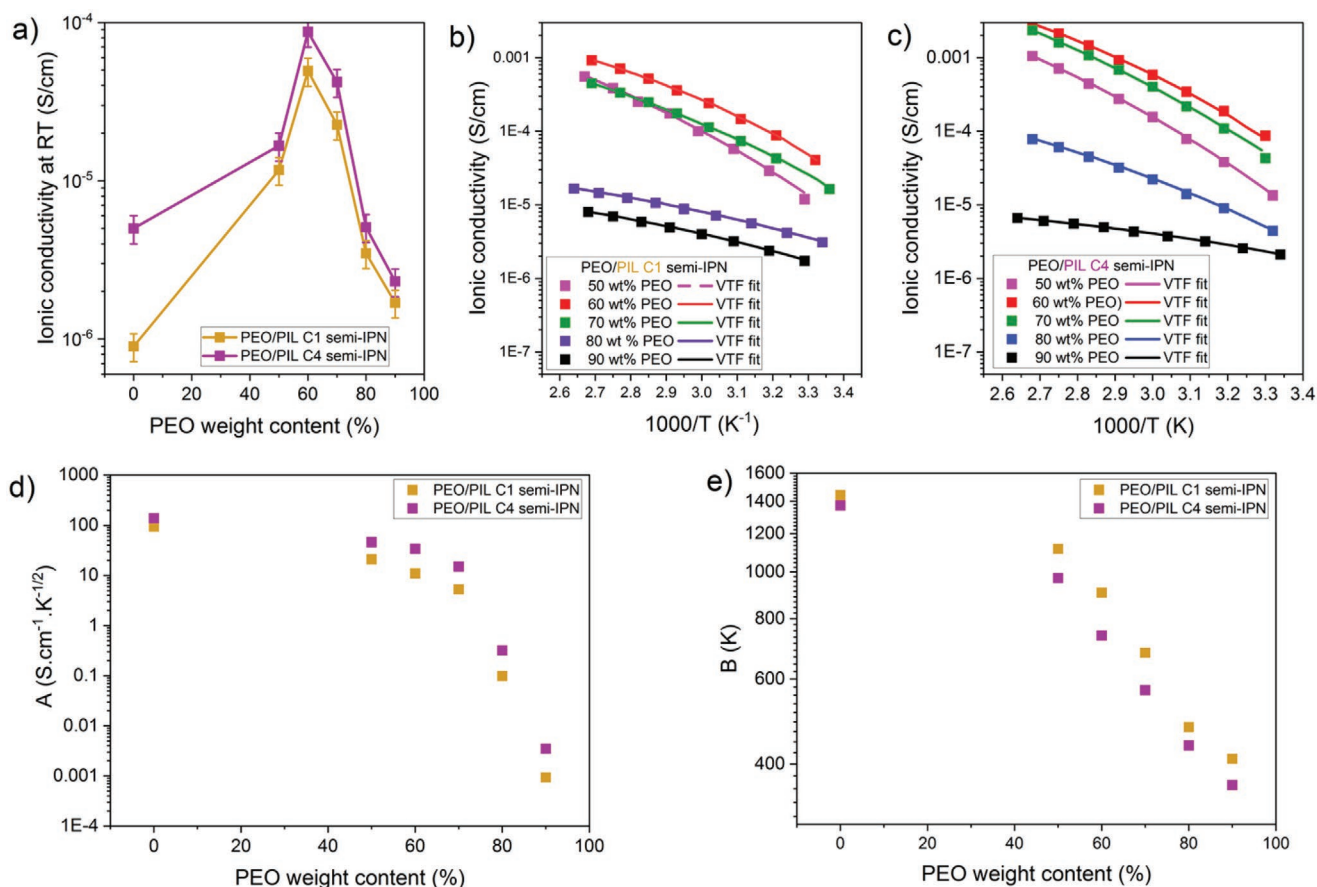 a)
Ionic conductivity at RT (S/cm)
10⁻⁴
10⁻⁵
10⁻⁶
0 20 40 60 80 100
PEO weight content (%)
PEO/PIL C1 semi-IPN
PEO/PIL C4 semi-IPN
b)
Ionic conductivity (S/cm)
0.001
1E-4
1E-5
1E-6
1E-7
PEO/PIL C1 semi-IPN
50 wt% PEO VTF fit
60 wt% PEO VTF fit
70 wt% PEO VTF fit
80 wt % PEO VTF fit
90 wt% PEO VTF fit
2.6 2.7 2.8 2.9 3.0 3.1 3.2 3.3 3.4
1000/T (K⁻¹)
c)
Ionic conductivity (S/cm)
0.001
1E-4
1E-5
1E-6
1E-7
PEO/PIL C4 semi-IPN
50 wt% PEO VTF fit
60 wt% PEO) VTF fit
70 wt% PEO VTF fit
80 wt% PEO VTF fit
90 wt% PEO VTF fit
2.6 2.7 2.8 2.9 3.0 3.1 3.2 3.3 3.4
1000/T (K)
d)
A (S.cm⁻¹.K⁻¹/²)
1000
100
10
1
0.1
0.01
0.001
1E-4
PEO/PIL C1 semi-IPN
PEO/PIL C4 semi-IPN
0 20 40 60 80 100
PEO weight content (%)
e)
B (K)
1600
1400
1200
1000
800
600
400
PEO/PIL C1 semi-IPN
PEO/PIL C4 semi-IPN
0 20 40 60 80 100
PEO weight content (%)